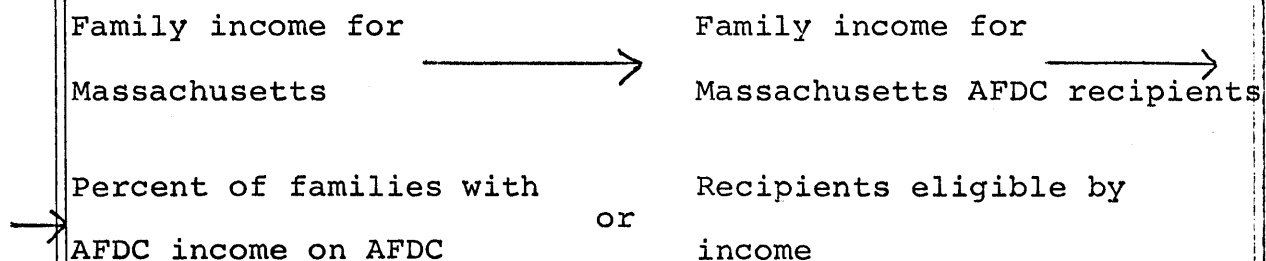 Family income for
Massachusetts
Family income for
Massachusetts AFDC recipients
Percent of families with
AFDC income on AFDC
or
Recipients eligible by
income